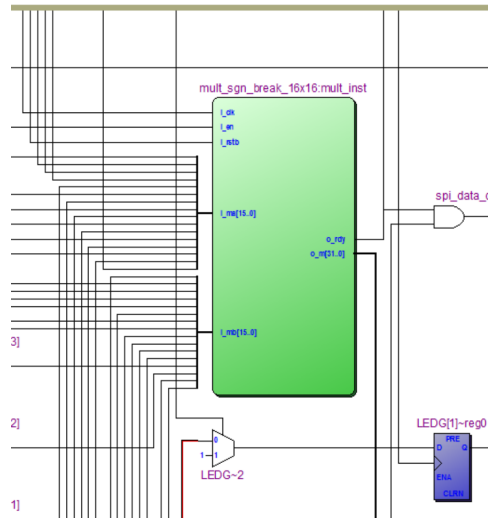 mult_sgn_break_16x16:mult_inst
i_clk
i_en
i_rstb
i_ma[15..0]
spi_data_
o_rdy
o_m[31..0]
i_mb[15..0]
3]
2]
LEDG[1]~reg0
0
1
1
LEDG~2
PRE
D
Q
ENA
CLRN
1]